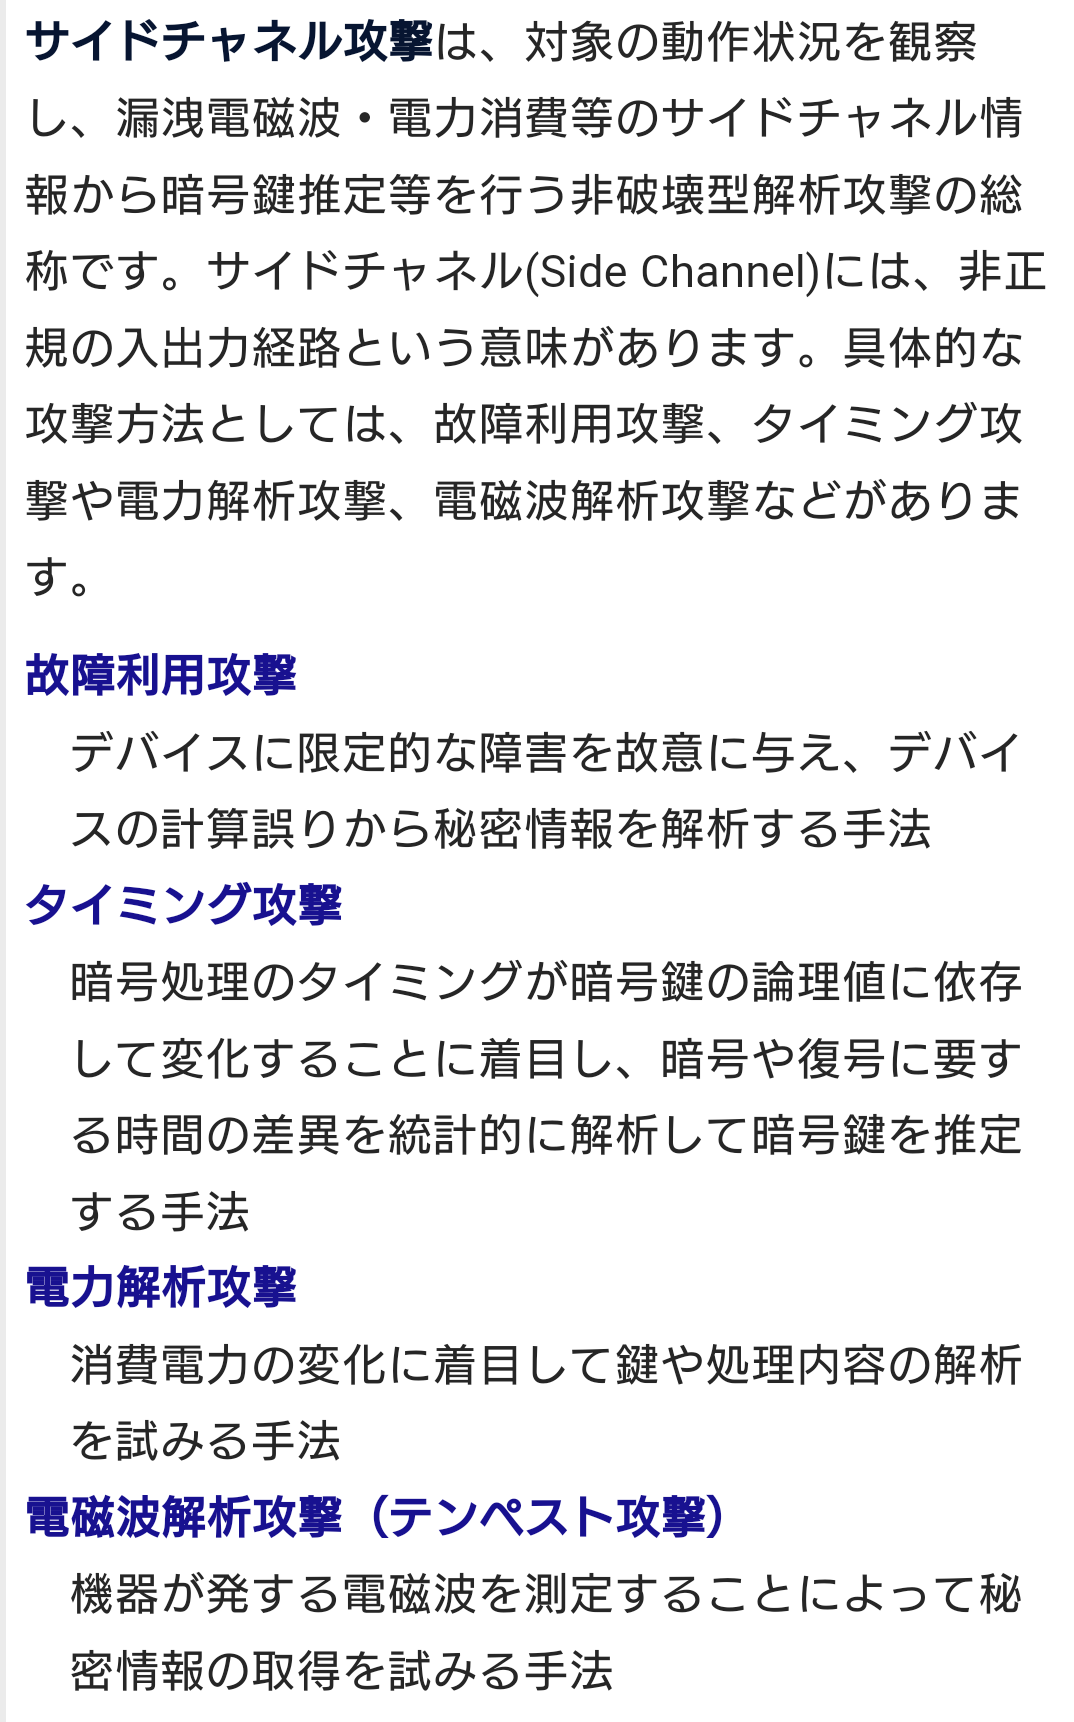 サイドチャネル攻撃は、対象の動作状況を観察
し、漏洩電磁波・電力消費等のサイドチャネル情
報から暗号鍵推定等を行う非破壊型解析攻撃の総
称です。サイドチャネル(Side Channel)には、非正
規の入出力経路という意味があります。具体的な
攻撃方法としては、故障利用攻撃、タイミング攻
撃や電力解析攻撃、電磁波解析攻撃などがありま
す。
故障利用攻撃
デバイスに限定的な障害を故意に与え、デバイ
スの計算誤りから秘密情報を解析する手法
タイミング攻撃
暗号処理のタイミングが暗号鍵の論理値に依存
して変化することに着目し、暗号や復号に要す
る時間の差異を統計的に解析して暗号鍵を推定
する手法
電力解析攻撃
消費電力の変化に着目して鍵や処理内容の解析
を試みる手法
電磁波解析攻撃（テンペスト攻撃）
機器が発する電磁波を測定することによって秘
密情報の取得を試みる手法